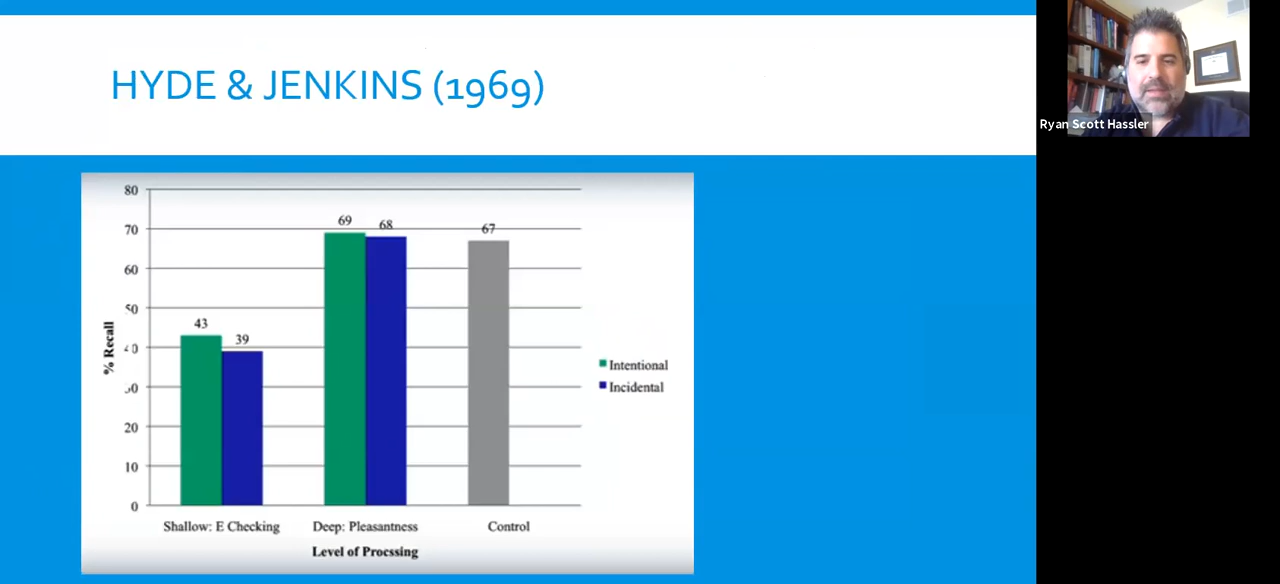 HYDE & JENKINS (1969)
Ryan Scott Hassler
80
70
60
50
20
10
0
% Recall
43
39
69
68
67
Intentional
Incidental
Shallow: E Checking
Deep: Pleasantness
Control
Level of Procssing